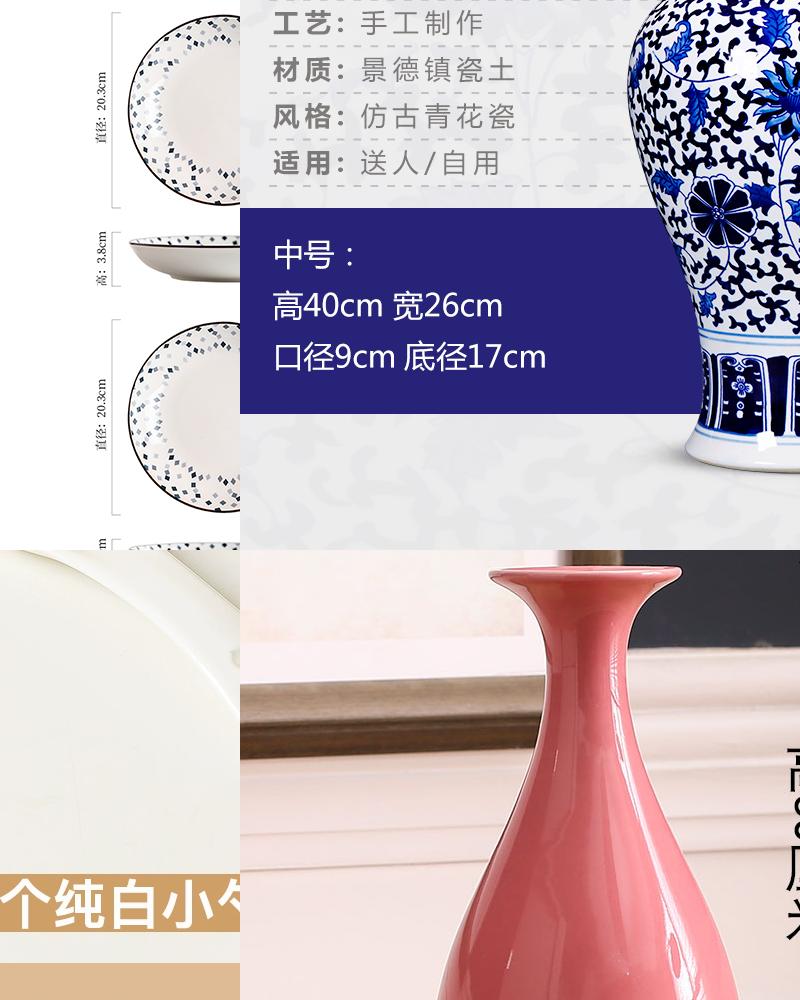 直径：20.3cm
高：3.8cm
直径：20.3cm
工艺：手工制作
材质：景德镇瓷土
风格：仿古青花瓷
适用：送人/自用
中号：
高40cm 宽26cm
口径9cm 底径17cm
个纯白小